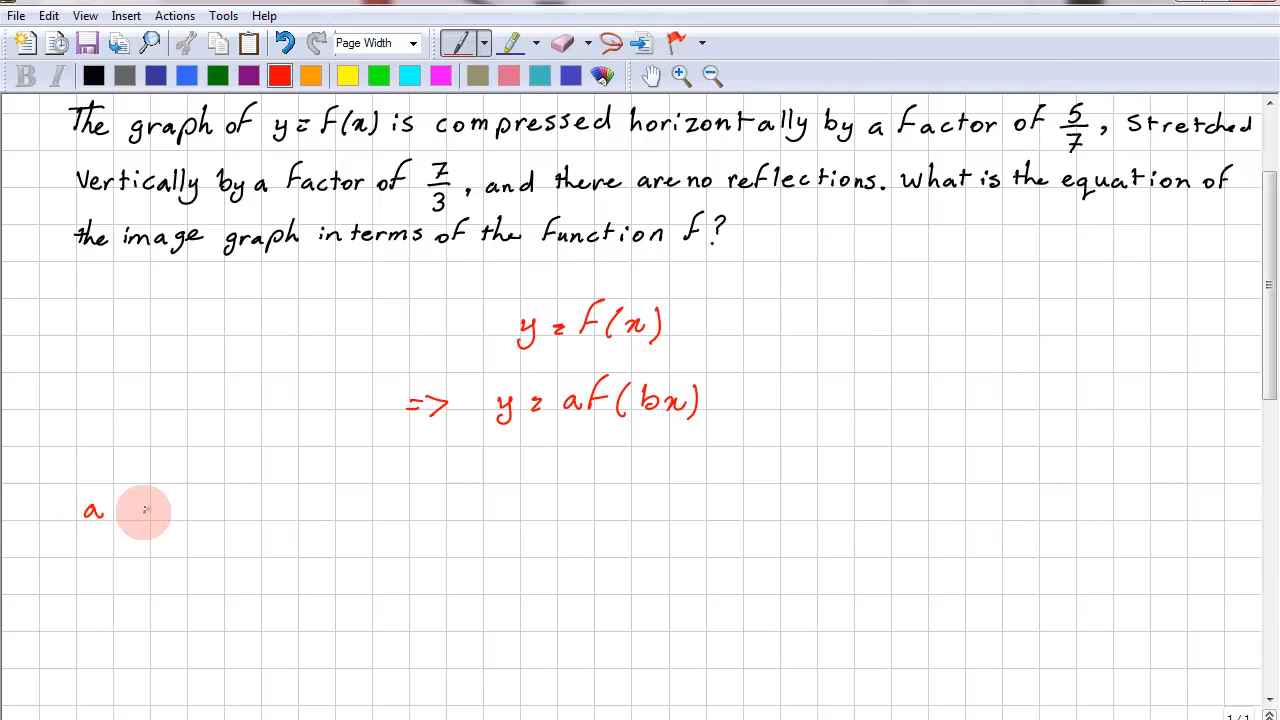 File Edit View Insert Actions Tools Help
Page Width
B I
The graph of y = f(x) is compressed horizontally by a factor of 5/7, stretched
vertically by a factor of 7/3, and there are no reflections. What is the equation of
the image graph in terms of the function f?
y = f(x)
=> y = af(bx)
a
1/1